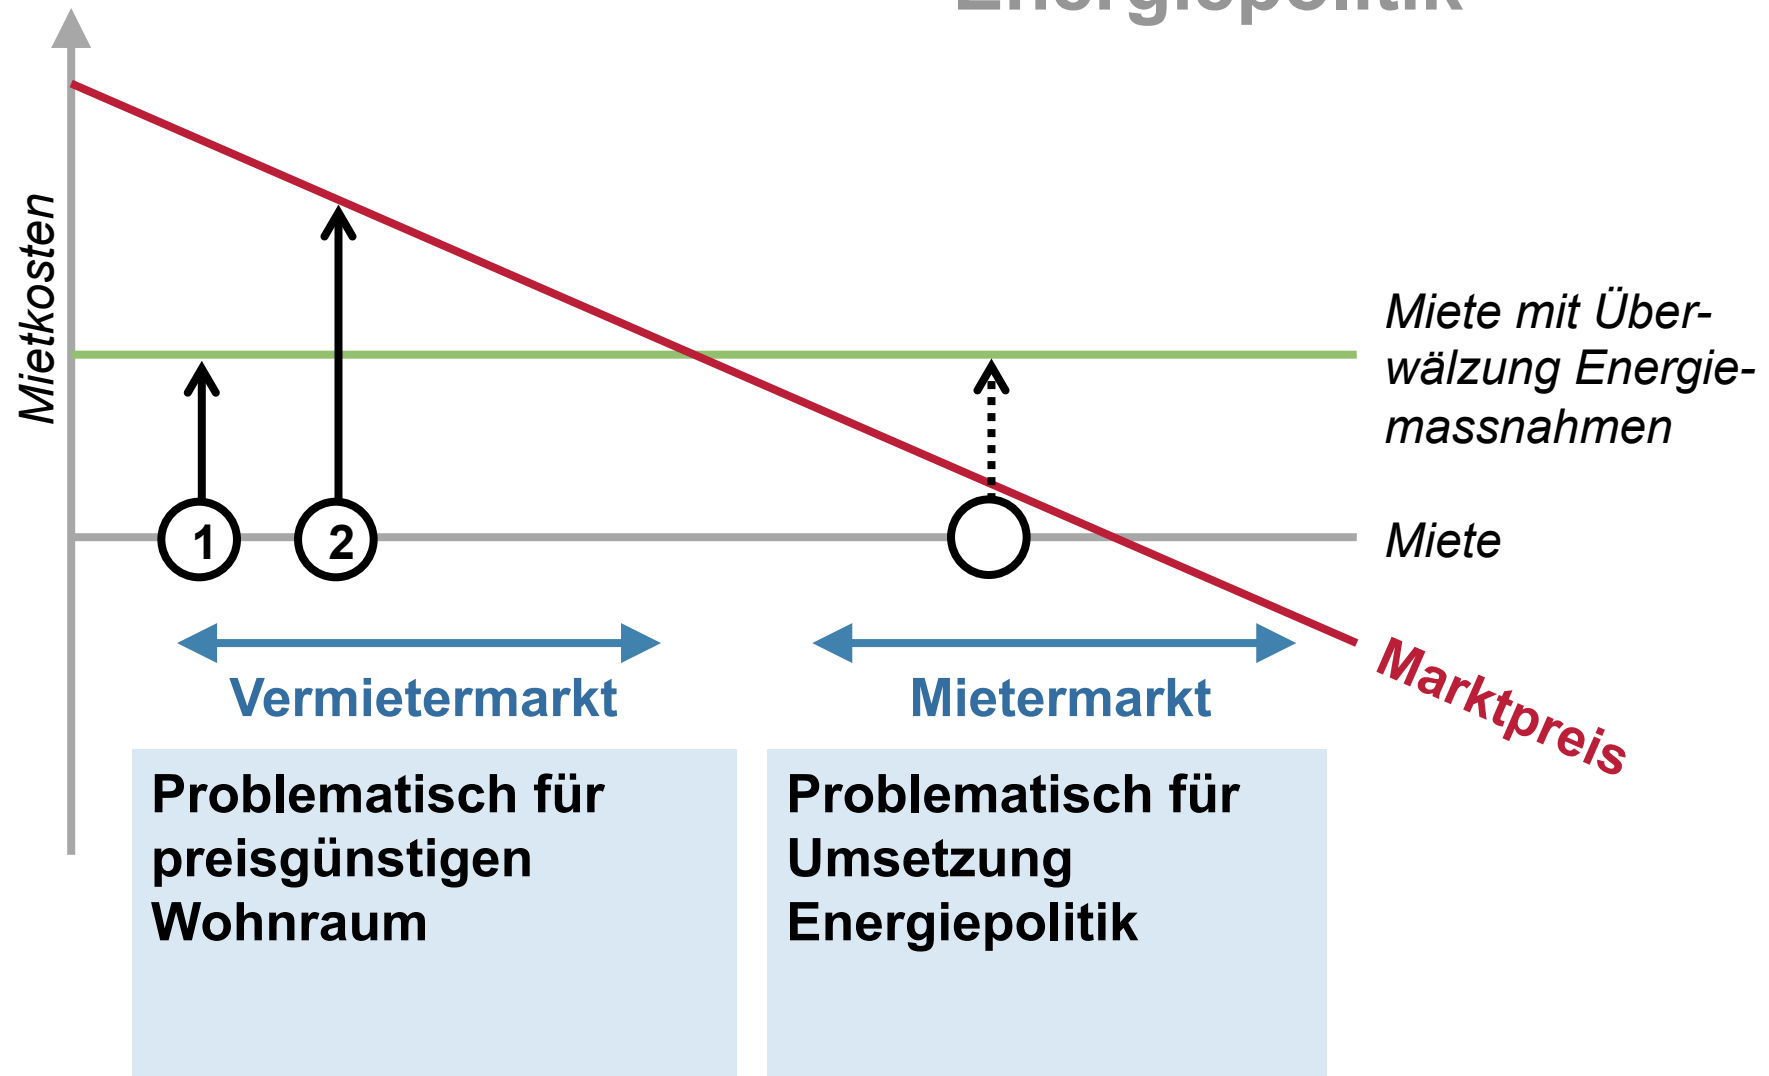 Energiepolitik
Mietkosten
Miete mit Über-
wälzung Energie-
massnahmen
1
2
Miete
Vermietermarkt
Mietermarkt
Marktpreis
Problematisch für
preisgünstigen
Wohnraum
Problematisch für
Umsetzung
Energiepolitik